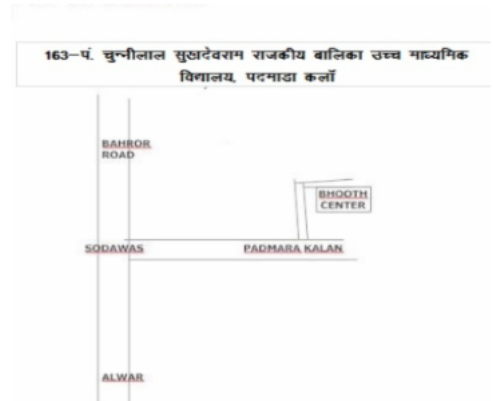 163–पं. चुन्नीलाल सुखदेवराम राजकीय बालिका उच्च माध्यमिक
विद्यालय, पदमाडा कलॉ
BAHROR
ROAD
BHOOTH
CENTER
SODAWAS
PADMARA KALAN
ALWAR